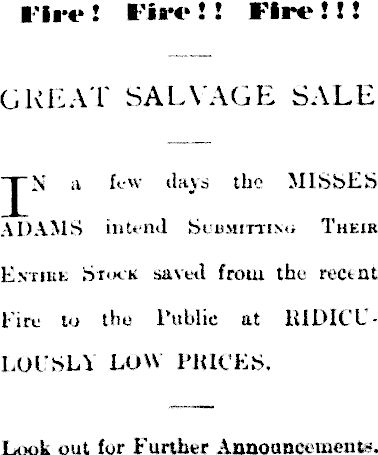 Fire! Fire!! Fire!!!
GREAT SALVAGE SALE
IN a few days the MISSES
ADAMS intend SUBMITTING THEIR
ENTIRE STOCK saved from the recent
Fire to the Public at RIDICU-
LOUSLY LOW PRICES.
Look out for Further Announcements.